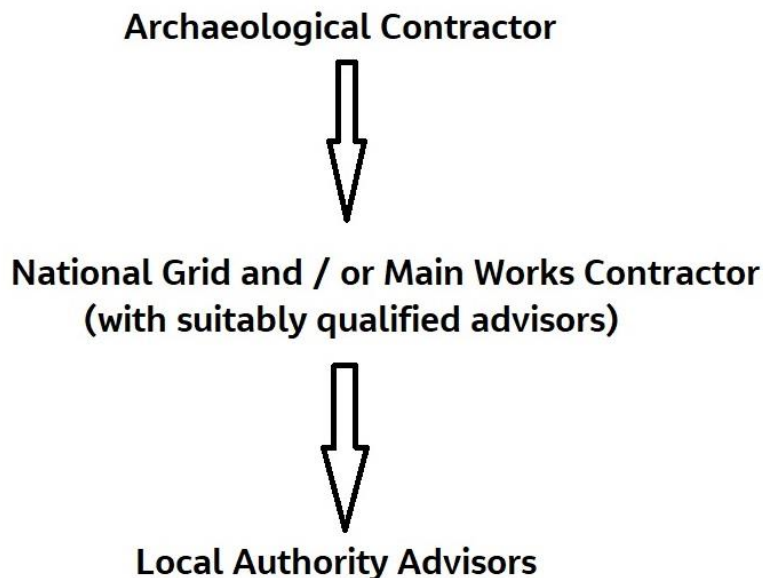 Archaeological Contractor
National Grid and / or Main Works Contractor
(with suitably qualified advisors)
Local Authority Advisors